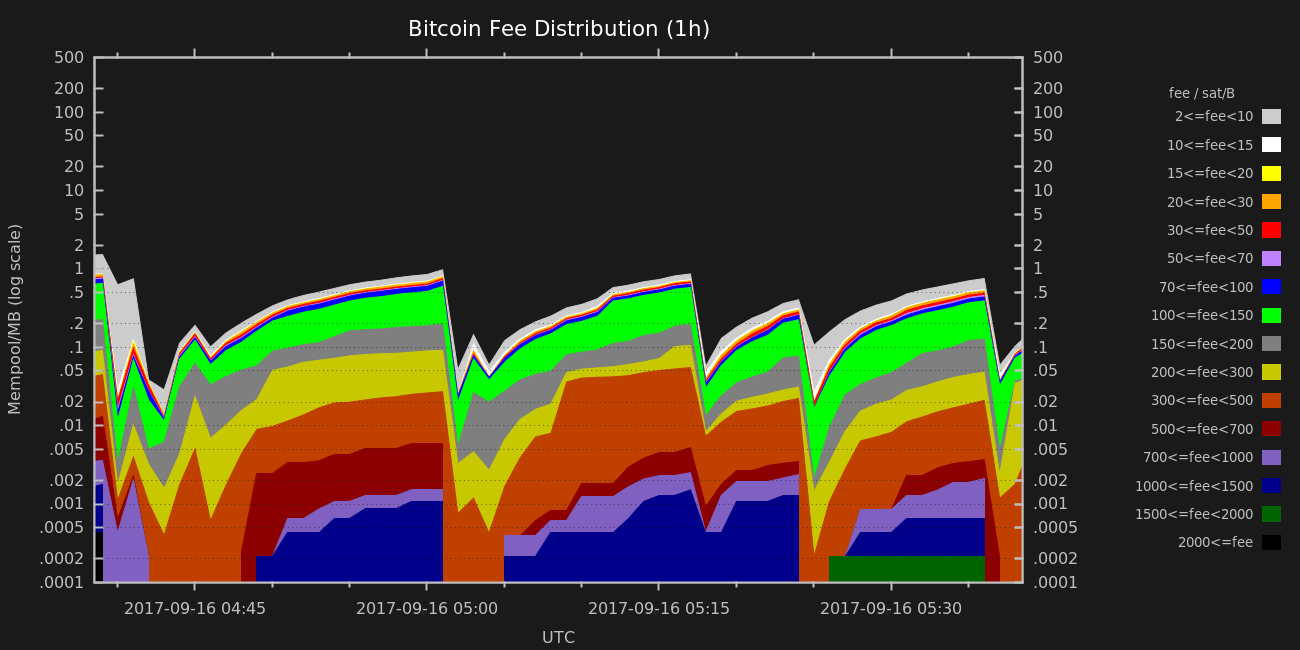 Bitcoin Fee Distribution (1h)
Mempool/MB (log scale)
500
200
100
50
20
10
5
2
1
.5
.2
.1
.05
.02
.01
.005
.002
.001
.0005
.0002
.0001
500
200
100
50
20
10
5
2
1
.5
.2
.1
.05
.02
.01
.005
.002
.001
.0005
.0002
.0001
2017-09-16 04:45
2017-09-16 05:00
2017-09-16 05:15
2017-09-16 05:30
UTC
fee / sat/B
2<=fee<10
10<=fee<15
15<=fee<20
20<=fee<30
30<=fee<50
50<=fee<70
70<=fee<100
100<=fee<150
150<=fee<200
200<=fee<300
300<=fee<500
500<=fee<700
700<=fee<1000
1000<=fee<1500
1500<=fee<2000
2000<=fee